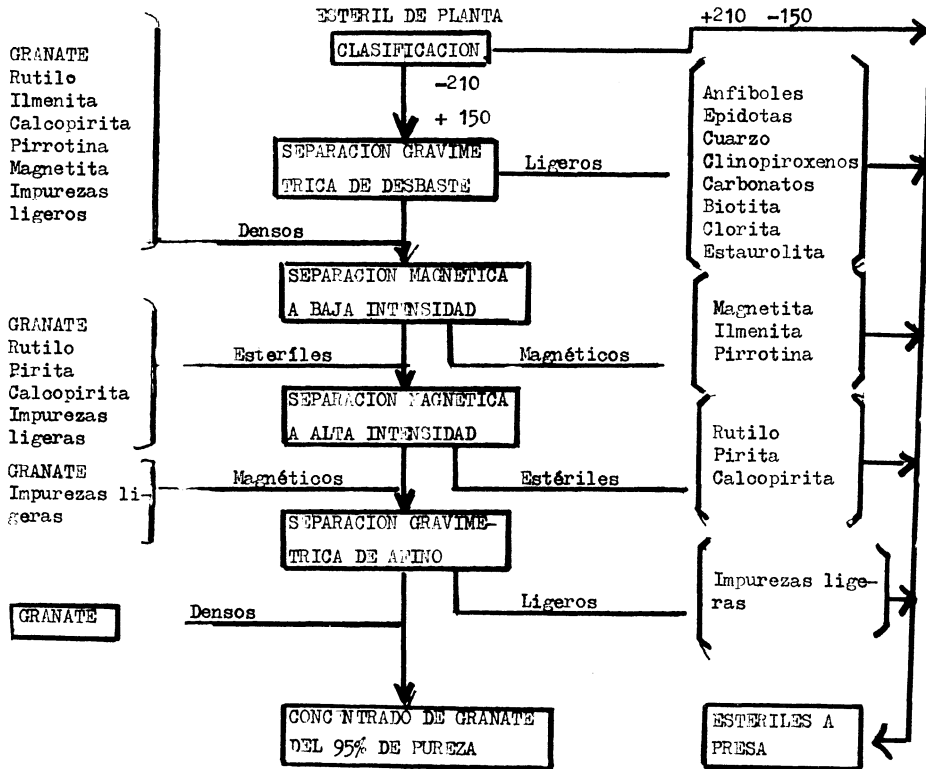 ESTERIL DE PLANTA
+210 -150
CLASIFICACION
GRANATE
Rutilo
Ilmenita
Calcopirita
Pirrotina
Magnetita
Impurezas
ligeros
-210
+ 150
SEPARACIÓN GRAVIME
TRICA DE DESBASTE
Ligeros
Anfiboles
Epidotas
Cuarzo
Clinopiroxenos
Carbonatos
Biotita
Clorita
Estaurolita
Densos
SEPARACION MAGNETICA
A BAJA INTENSIDAD
GRANATE
Rutilo
Pirita
Calcopirita
Impurezas
ligeras
Esteríles
Magnéticos
Magnetita
Ilmenita
Pirrotina
SEPARACION MAGNETICA
A ALTA INTENSIDAD
GRANATE
Impurezas li-
geras
Magnéticos
Estériles
Rutilo
Pirita
Calcopirita
SEPARACION GRAVIME-
TRICA DE AFINO
Ligeros
Impurezas lige-
ras
GRANATE
Densos
CONCENTRADO DE GRANATE
DEL 95% DE PUREZA
ESTERILES A
PRESA